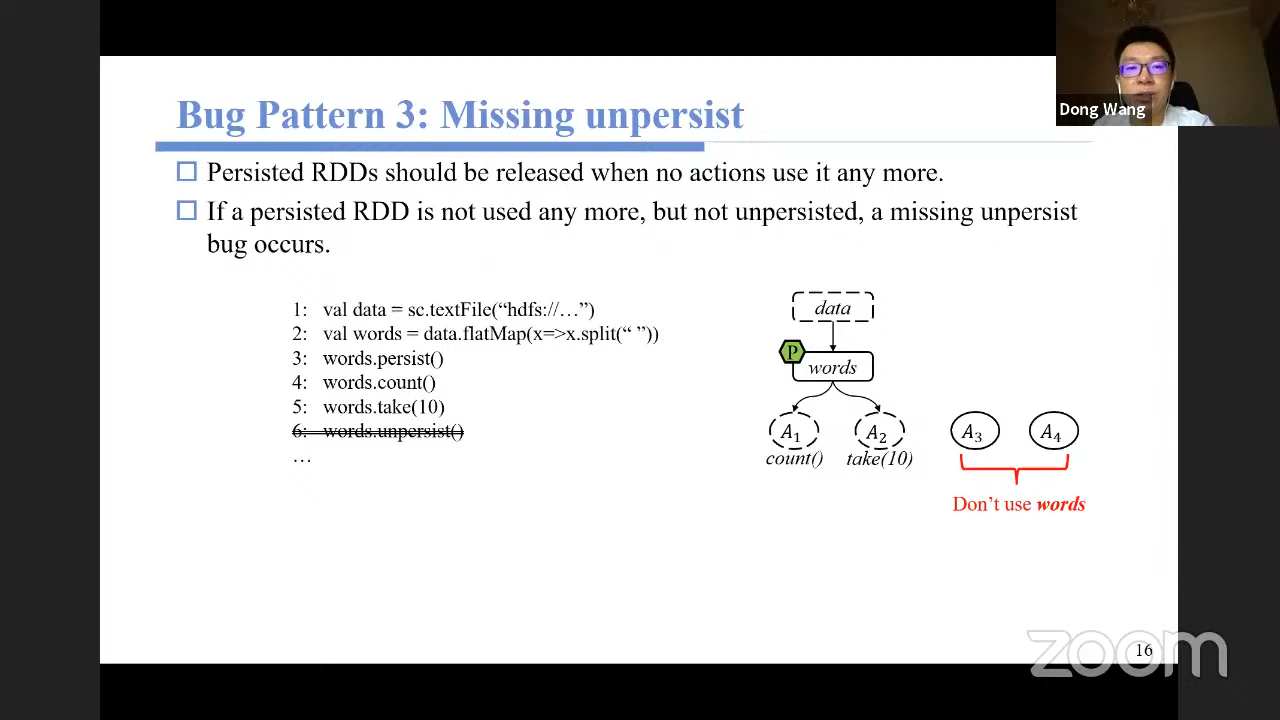 Bug Pattern 3: Missing unpersist
Dong Wang
Persisted RDDs should be released when no actions use it any more.
If a persisted RDD is not used any more, but not unpersisted, a missing unpersist
bug occurs.
1: val data = sc.textFile(“hdfs://…”)
2: val words = data.flatMap(x=>x.split(“ ”))
3: words.persist()
4: words.count()
5: words.take(10)
6: words.unpersist()
…
data
P
words
A₁ A₂ A₃ A₄
count() take(10)
Don’t use words
16
zoom